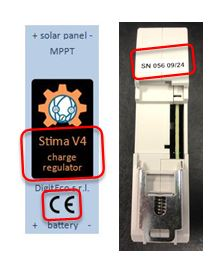 + solar panel -
MPPT
Stima V4
charge
regulator
DigitEco s.r.l.
CE
+ battery -
SN 056 09/24